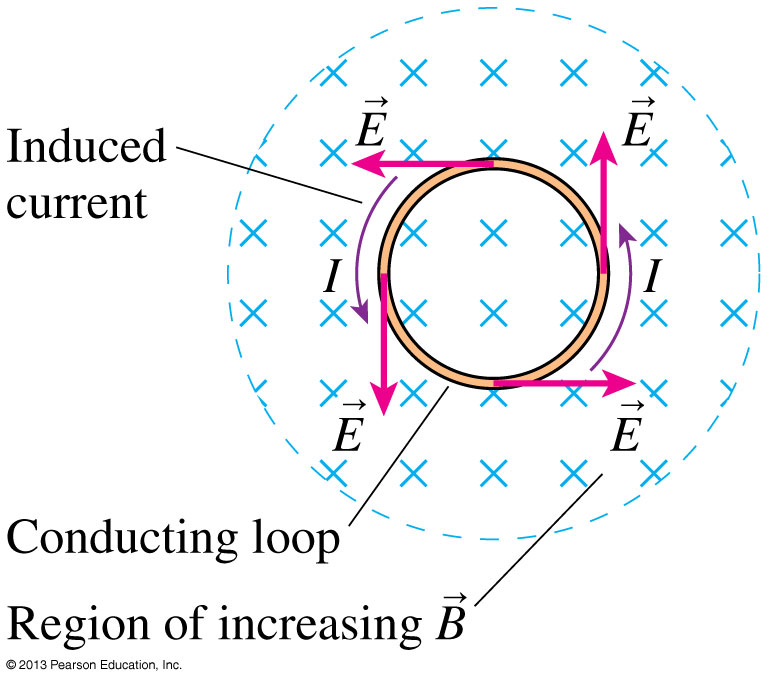 E⃗
E⃗
Induced
current
I
I
E⃗
E⃗
Conducting loop
Region of increasing B⃗
© 2013 Pearson Education, Inc.